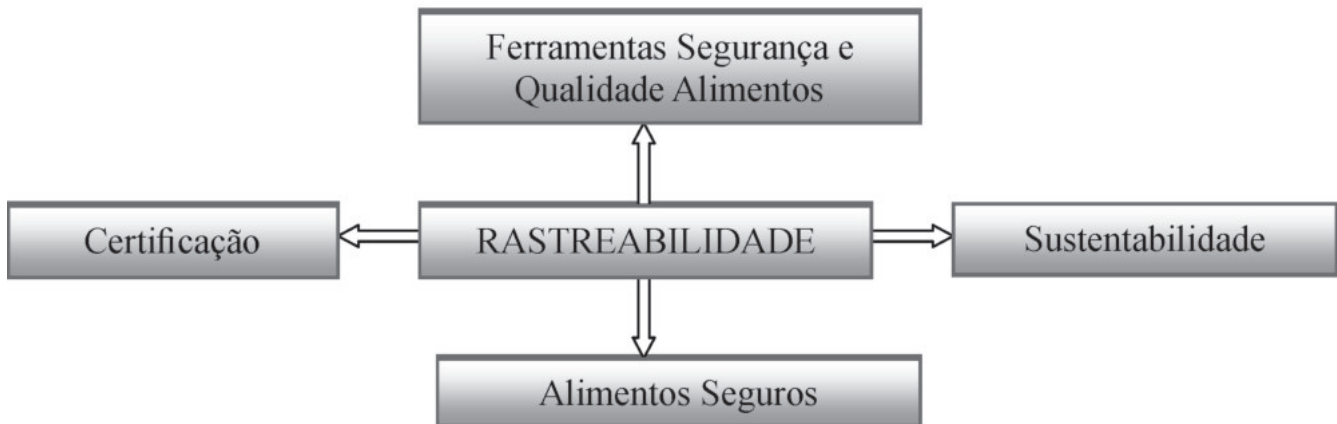 Ferramentas Segurança e
Qualidade Alimentos
Certificação
RASTREABILIDADE
Sustentabilidade
Alimentos Seguros